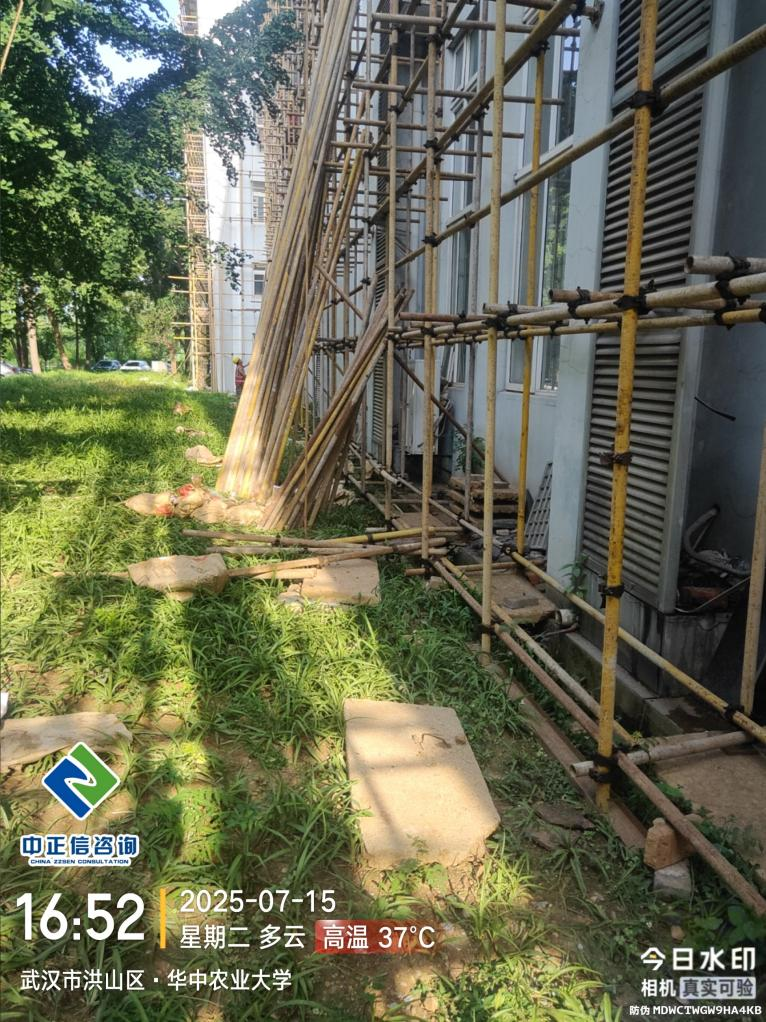 中正信咨询
CHINA ZZSEN CONSULTATION
16:52
2025-07-15
星期二 多云 高温 37°C
武汉市洪山区·华中农业大学
今日水印
相机 真实可验
防伪 MDWCTWGW9HA4KB